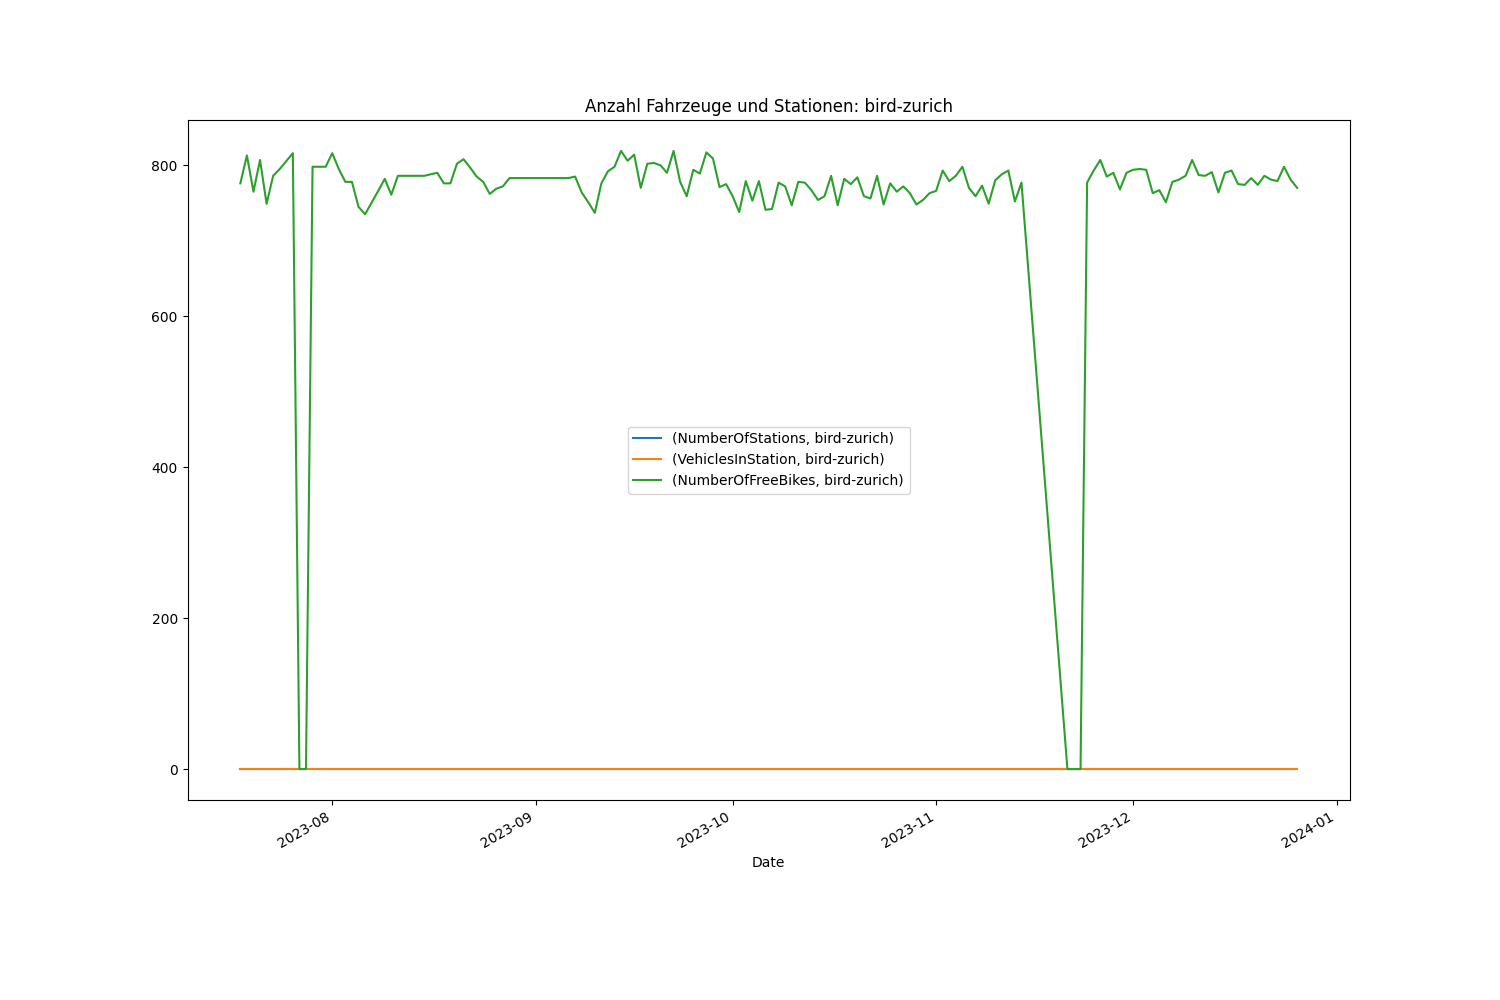 Anzahl Fahrzeuge und Stationen: bird-zurich
800
600
400
200
0
(NumberOfStations, bird-zurich)
(VehiclesInStation, bird-zurich)
(NumberOfFreeBikes, bird-zurich)
2023-08
2023-09
2023-10
2023-11
2023-12
2024-01
Date